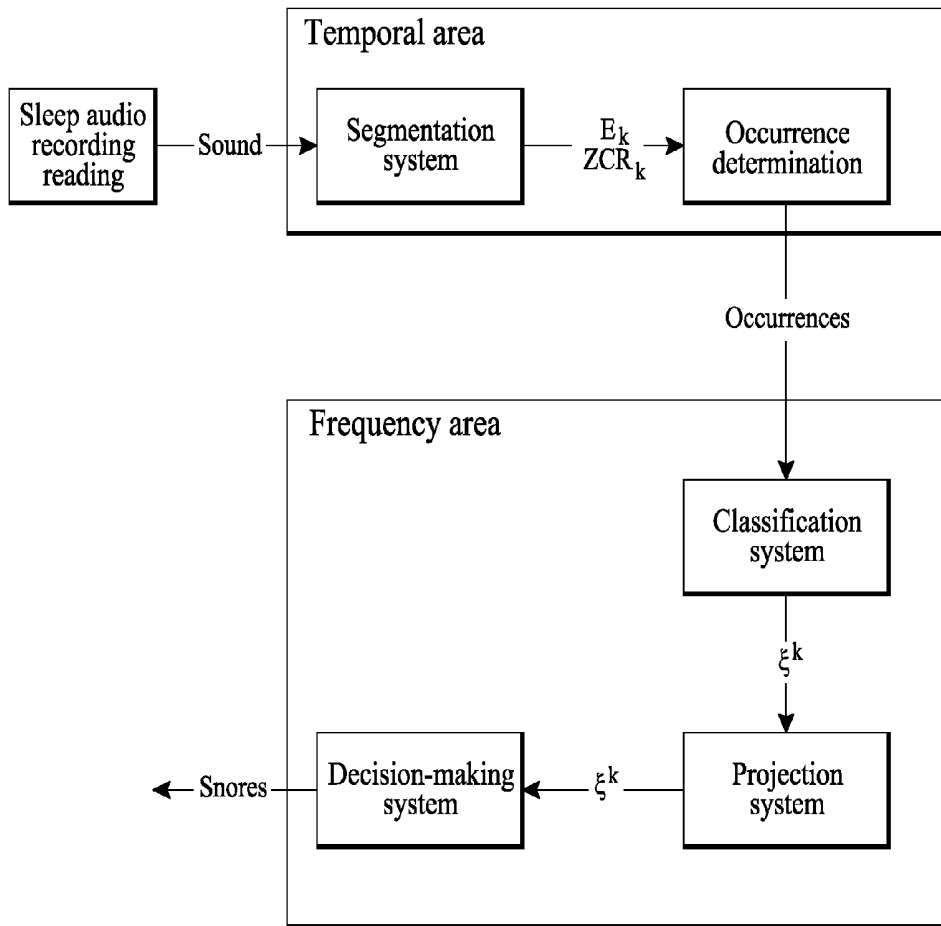 Temporal area
Sleep audio
recording
reading
Sound
Segmentation
system
E_k
ZCR_k
Occurrence
determination
Occurrences
Frequency area
Classification
system
ξ^k
Projection
system
ξ^k
Decision-making
system
Snores